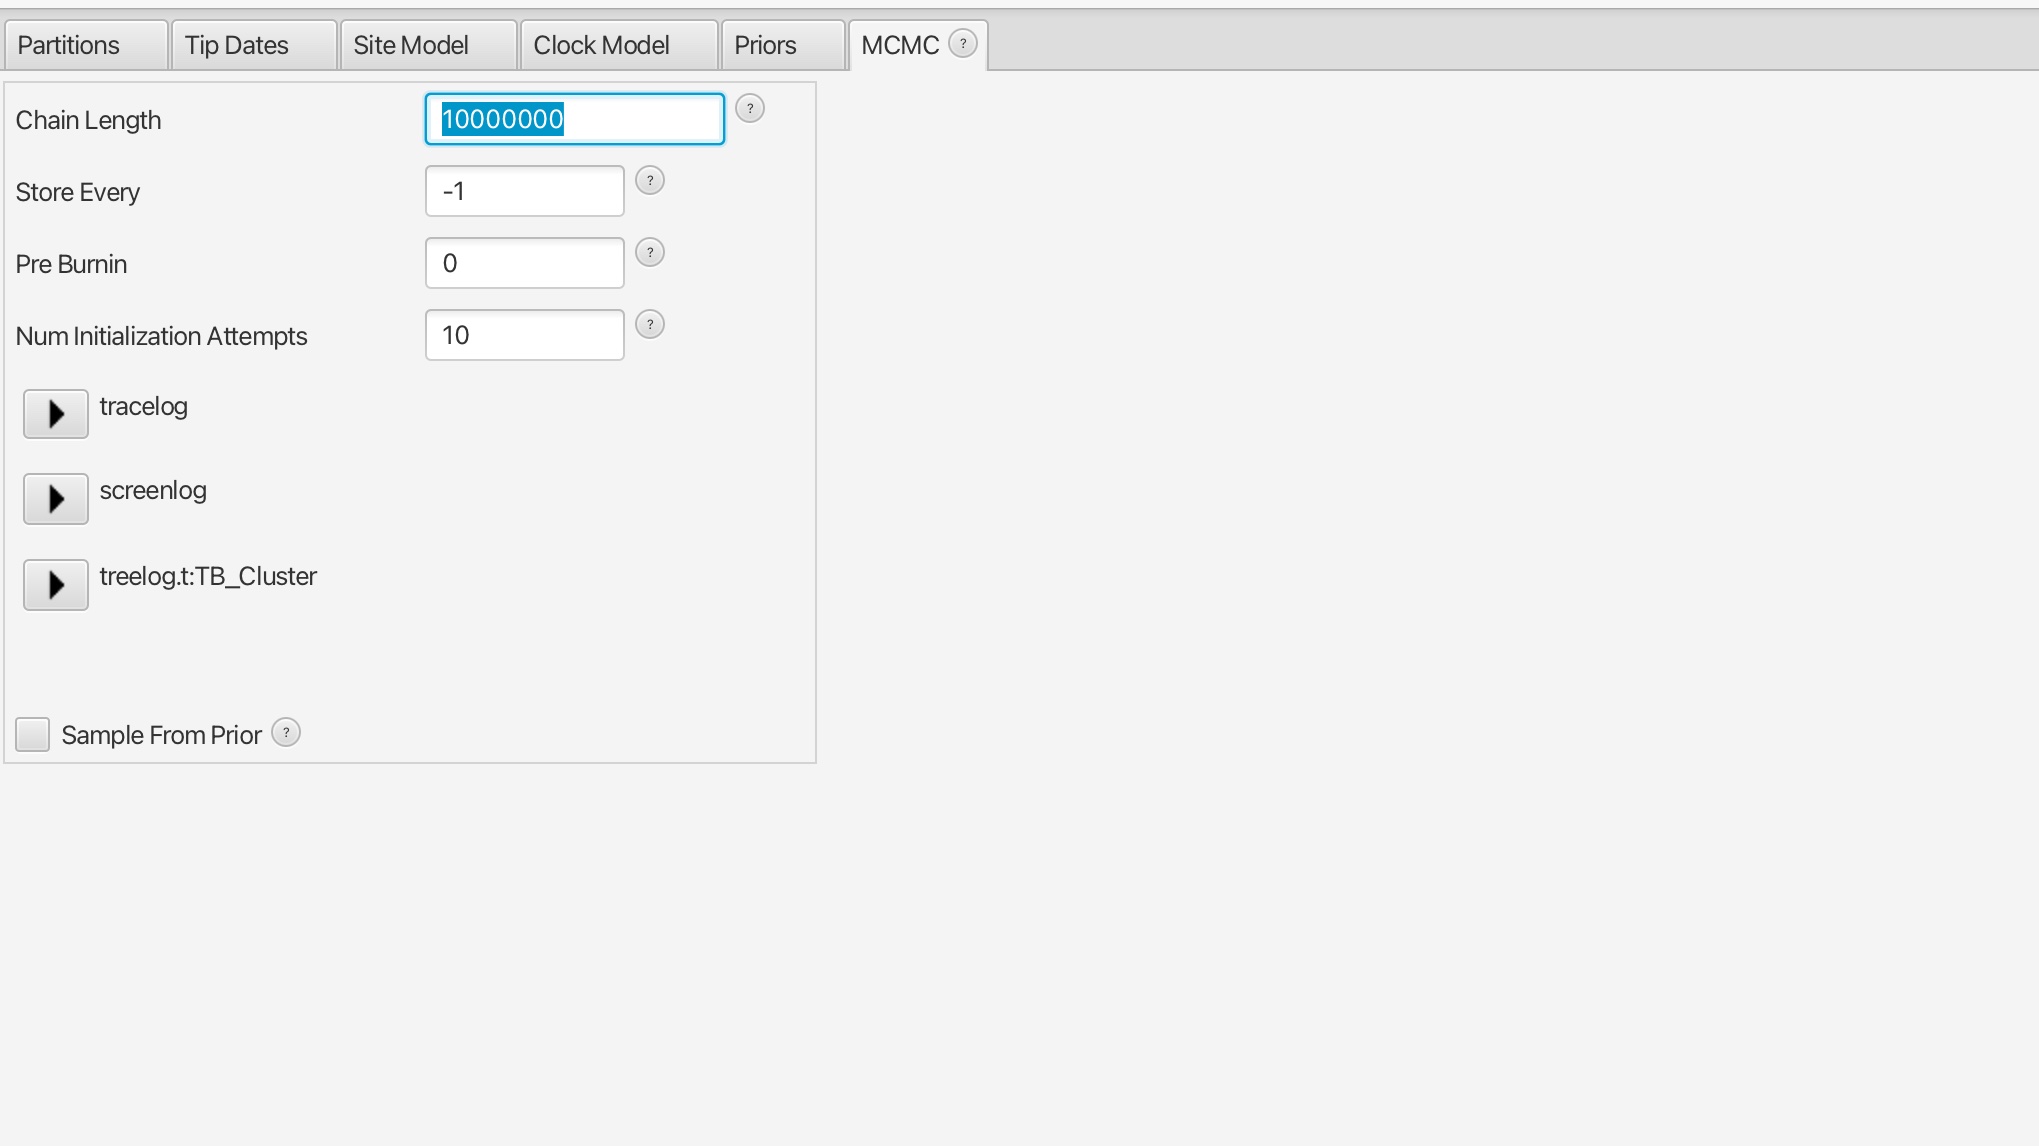 Partitions Tip Dates Site Model Clock Model Priors MCMC ?
Chain Length 10000000 ?
Store Every -1 ?
Pre Burnin 0 ?
Num Initialization Attempts 10 ?
tracelog
screenlog
treelog.t:TB_Cluster
Sample From Prior ?